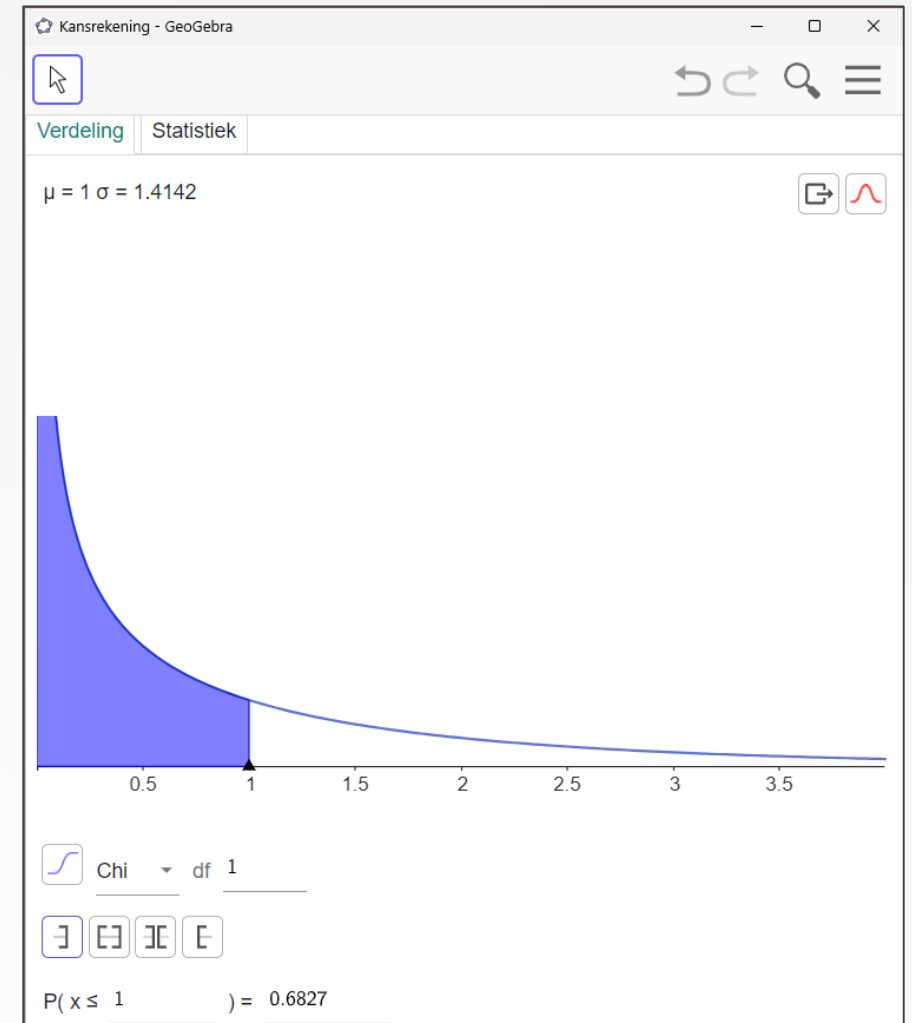 Kansrekening - GeoGebra
Verdeling Statistiek
μ = 1 σ = 1.4142
0.5 1 1.5 2 2.5 3 3.5
Chi df 1
P( x ≤ 1 ) = 0.6827